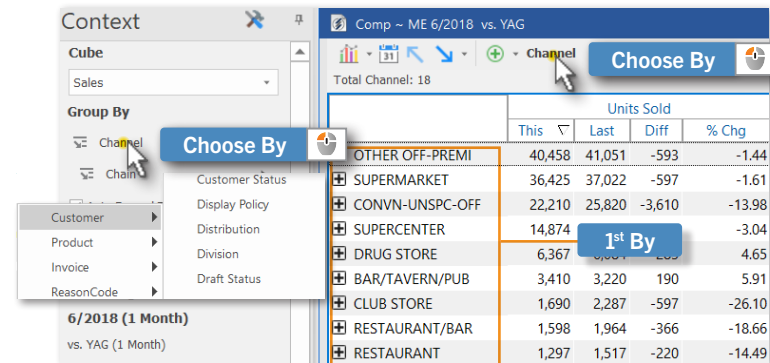 Context
Cube
Sales
Group By
Channel
Choose By
Chain
Customer
Product
Invoice
ReasonCode
Customer Status
Display Policy
Distribution
Division
Draft Status
6/2018 (1 Month)
vs. YAG (1 Month)
Comp ~ ME 6/2018 vs. YAG
31
Channel
Choose By
Total Channel: 18
Units Sold
This Last Diff % Chg
OTHER OFF-PREMI 40,458 41,051 -593 -1.44
SUPERMARKET 36,425 37,022 -597 -1.61
CONVN-UNSPC-OFF 22,210 25,820 -3,610 -13.98
SUPERCENTER 14,874 -3.04
1st By
DRUG STORE 6,367 4.65
BAR/TAVERN/PUB 3,410 3,220 190 5.91
CLUB STORE 1,690 2,287 -597 -26.10
RESTAURANT/BAR 1,598 1,964 -366 -18.66
RESTAURANT 1,297 1,517 -220 -14.49